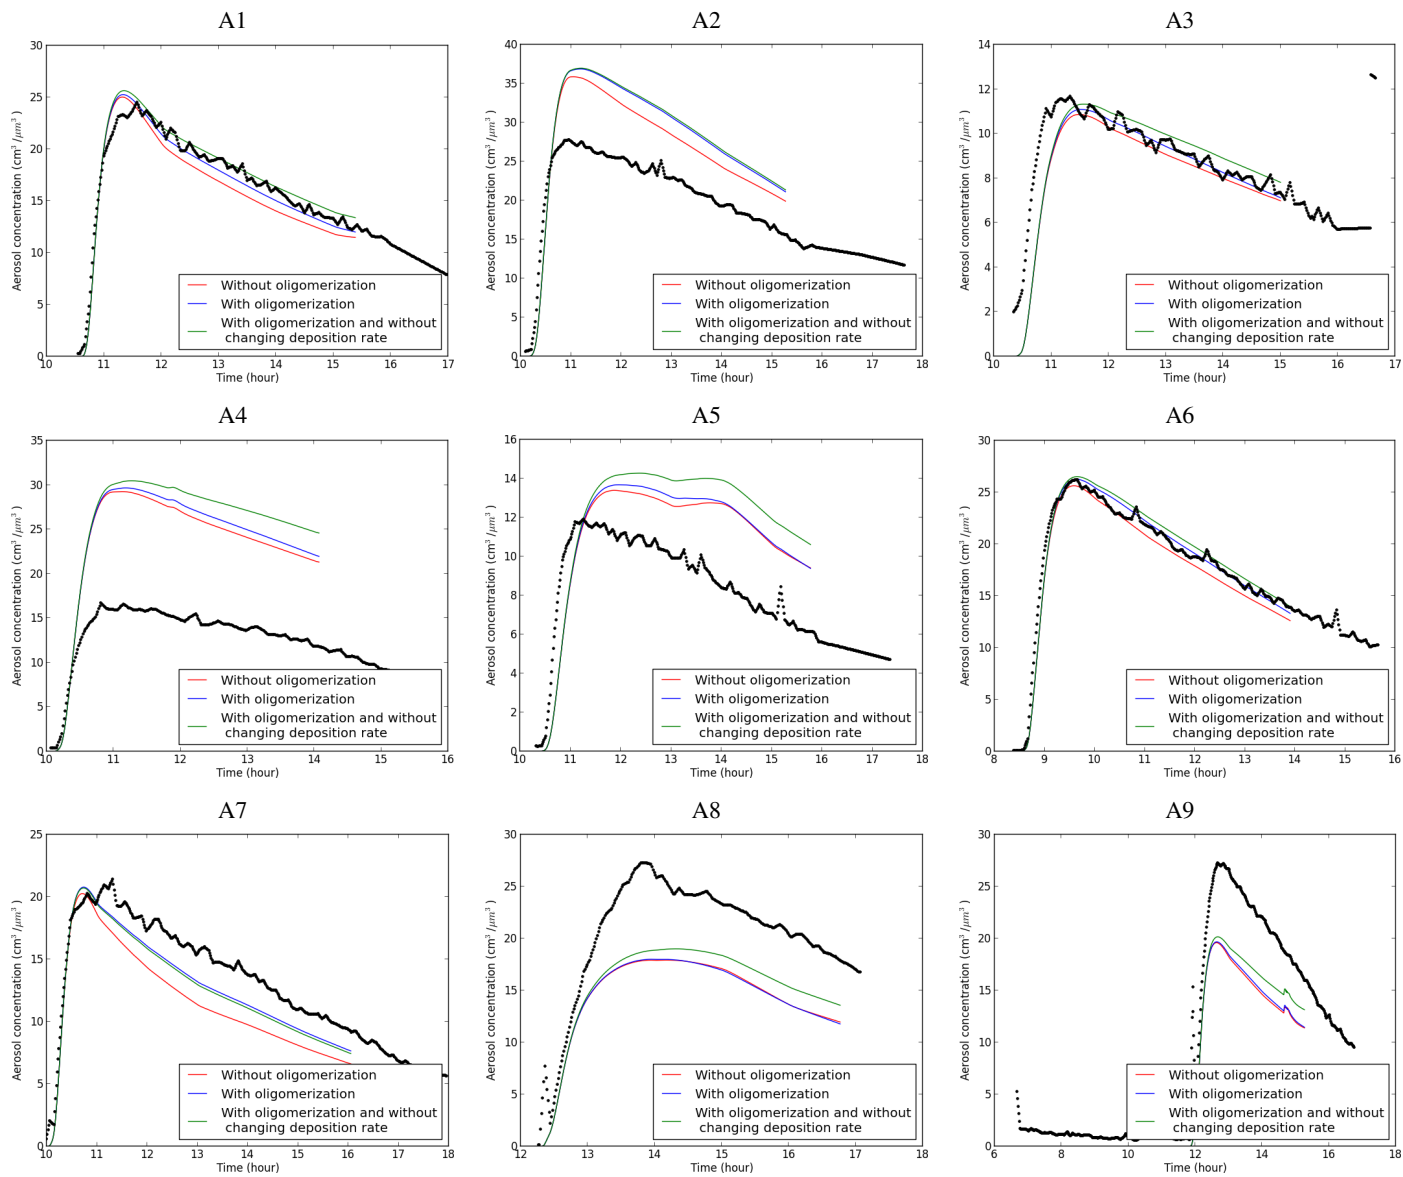 A1
A2
A3
Aerosol concentration (cm³/μm³)
30
25
20
15
10
5
0
10 11 12 13 14 15 16 17
Time (hour)
Without oligomerization
With oligomerization
With oligomerization and without
changing deposition rate
Aerosol concentration (cm³/μm³)
40
35
30
25
20
15
10
5
0
10 11 12 13 14 15 16 17 18
Time (hour)
Without oligomerization
With oligomerization
With oligomerization and without
changing deposition rate
Aerosol concentration (cm³/μm³)
14
12
10
8
6
4
2
0
10 11 12 13 14 15 16 17
Time (hour)
Without oligomerization
With oligomerization
With oligomerization and without
changing deposition rate
A4
A5
A6
Aerosol concentration (cm³/μm³)
35
30
25
20
15
10
5
0
10 11 12 13 14 15 16
Time (hour)
Without oligomerization
With oligomerization
With oligomerization and without
changing deposition rate
Aerosol concentration (cm³/μm³)
16
14
12
10
8
6
4
2
0
10 11 12 13 14 15 16 17 18
Time (hour)
Without oligomerization
With oligomerization
With oligomerization and without
changing deposition rate
Aerosol concentration (cm³/μm³)
30
25
20
15
10
5
0
8 9 10 11 12 13 14 15 16
Time (hour)
Without oligomerization
With oligomerization
With oligomerization and without
changing deposition rate
A7
A8
A9
Aerosol concentration (cm³/μm³)
25
20
15
10
5
0
10 11 12 13 14 15 16 17 18
Time (hour)
Without oligomerization
With oligomerization
With oligomerization and without
changing deposition rate
Aerosol concentration (cm³/μm³)
30
25
20
15
10
5
0
12 13 14 15 16 17 18
Time (hour)
Without oligomerization
With oligomerization
With oligomerization and without
changing deposition rate
Aerosol concentration (cm³/μm³)
30
25
20
15
10
5
0
6 8 10 12 14 16 18
Time (hour)
Without oligomerization
With oligomerization
With oligomerization and without
changing deposition rate